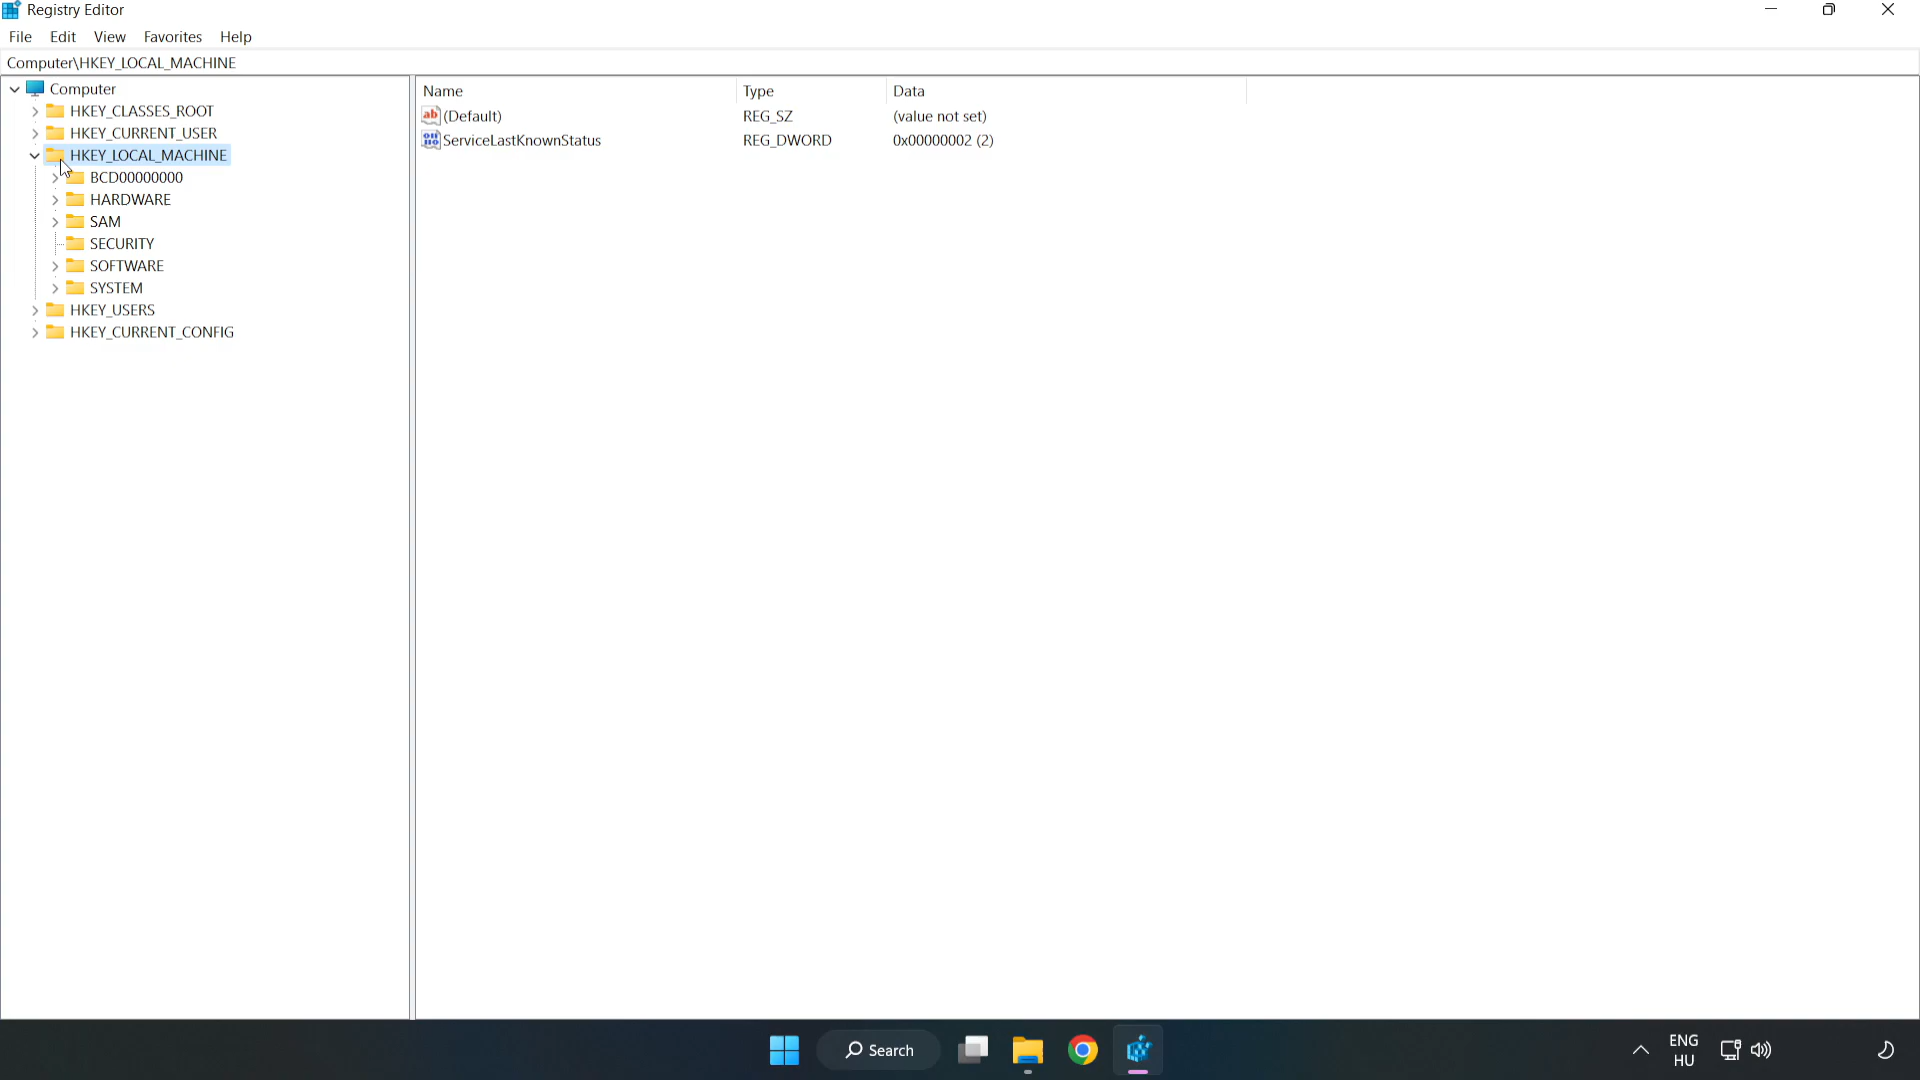 Registry Editor
File Edit View Favorites Help
Computer\HKEY_LOCAL_MACHINE
Computer
HKEY_CLASSES_ROOT
HKEY_CURRENT_USER
HKEY_LOCAL_MACHINE
BCD00000000
HARDWARE
SAM
SECURITY
SOFTWARE
SYSTEM
HKEY_USERS
HKEY_CURRENT_CONFIG
Name Type Data
ab (Default) REG_SZ (value not set)
ServiceLastKnownStatus REG_DWORD 0x00000002 (2)
Search
ENG
HU